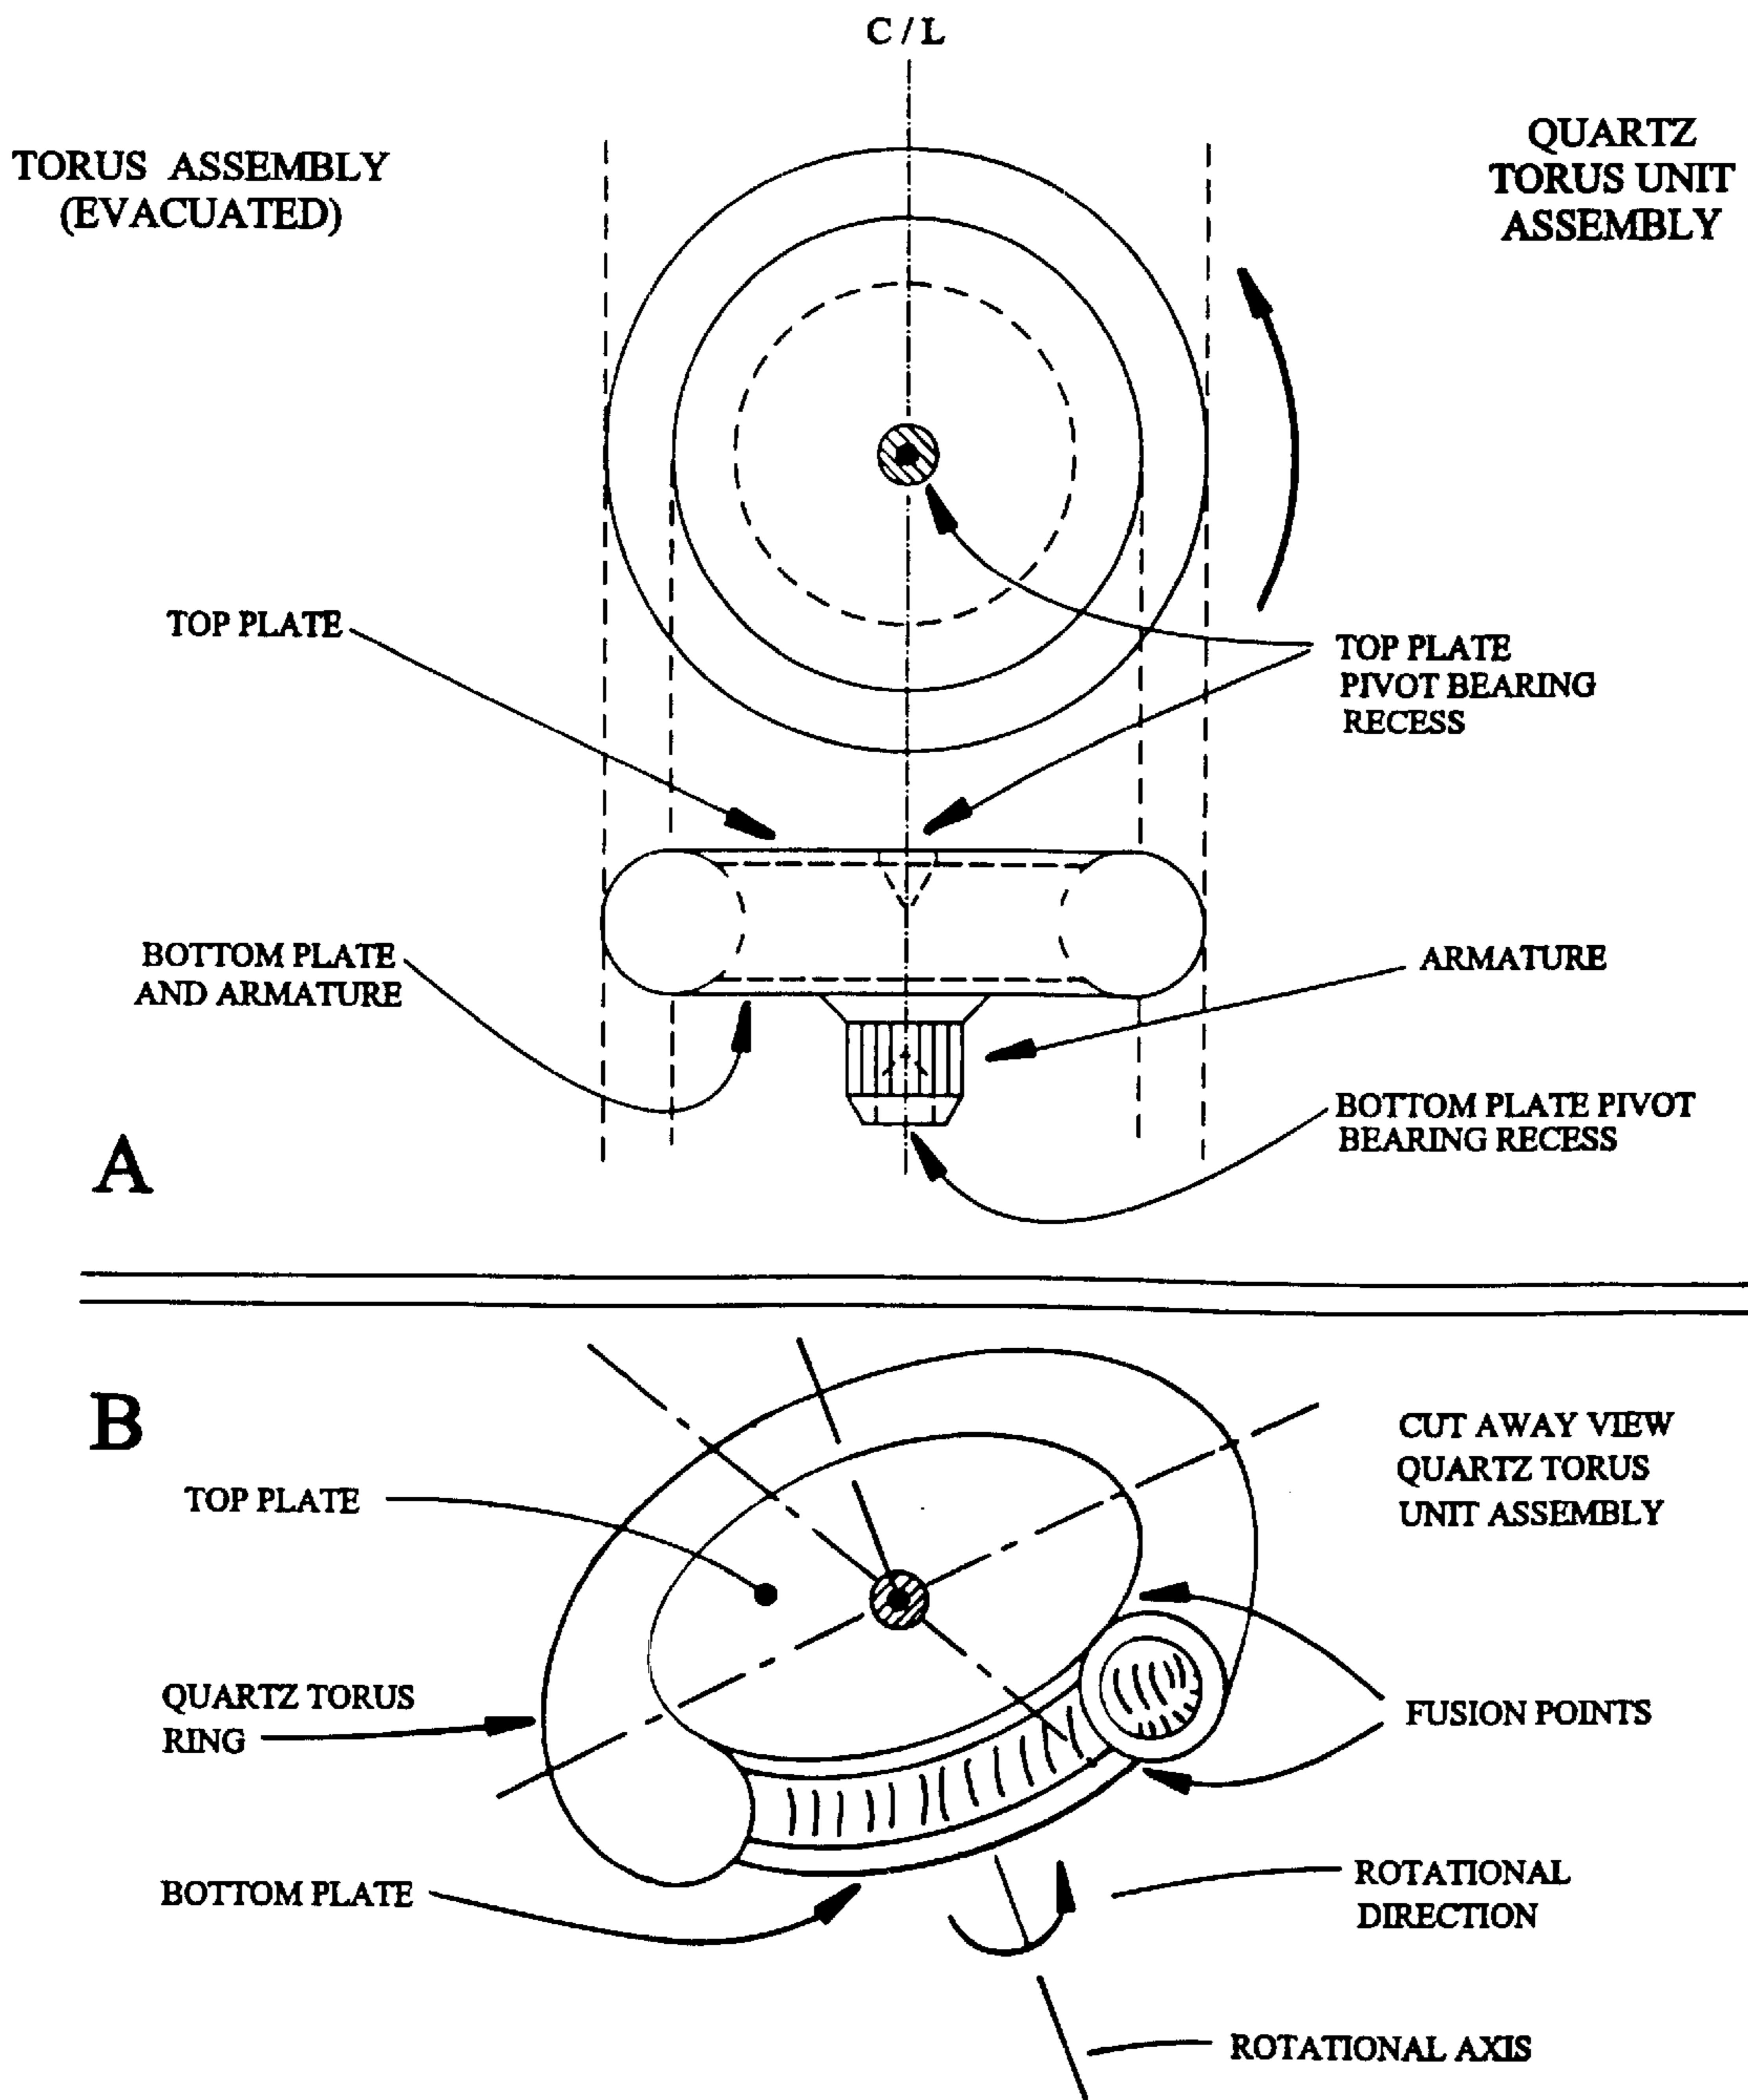 C / L
TORUS ASSEMBLY
(EVACUATED)
QUARTZ
TORUS UNIT
ASSEMBLY
TOP PLATE
TOP PLATE
PIVOT BEARING
RECESS
BOTTOM PLATE
AND ARMATURE
ARMATURE
BOTTOM PLATE PIVOT
BEARING RECESS
A
B
CUT AWAY VIEW
QUARTZ TORUS
UNIT ASSEMBLY
TOP PLATE
QUARTZ TORUS
RING
FUSION POINTS
BOTTOM PLATE
ROTATIONAL
DIRECTION
ROTATIONAL AXIS